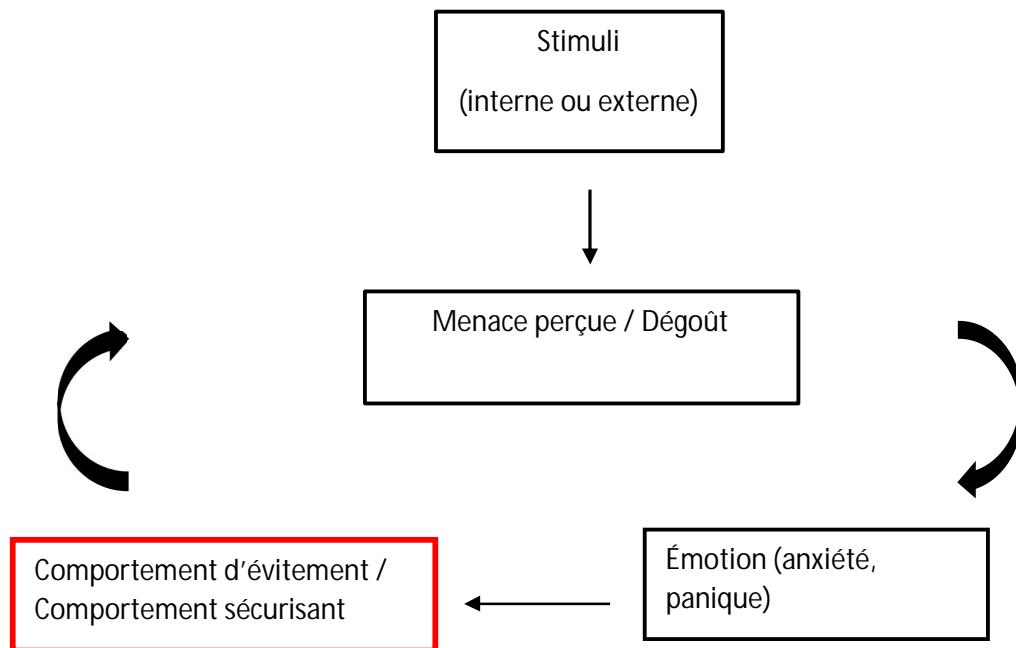 Stimuli
(interne ou externe)
Menace perçue / Dégoût
Émotion (anxiété,
panique)
Comportement d’évitement /
Comportement sécurisant